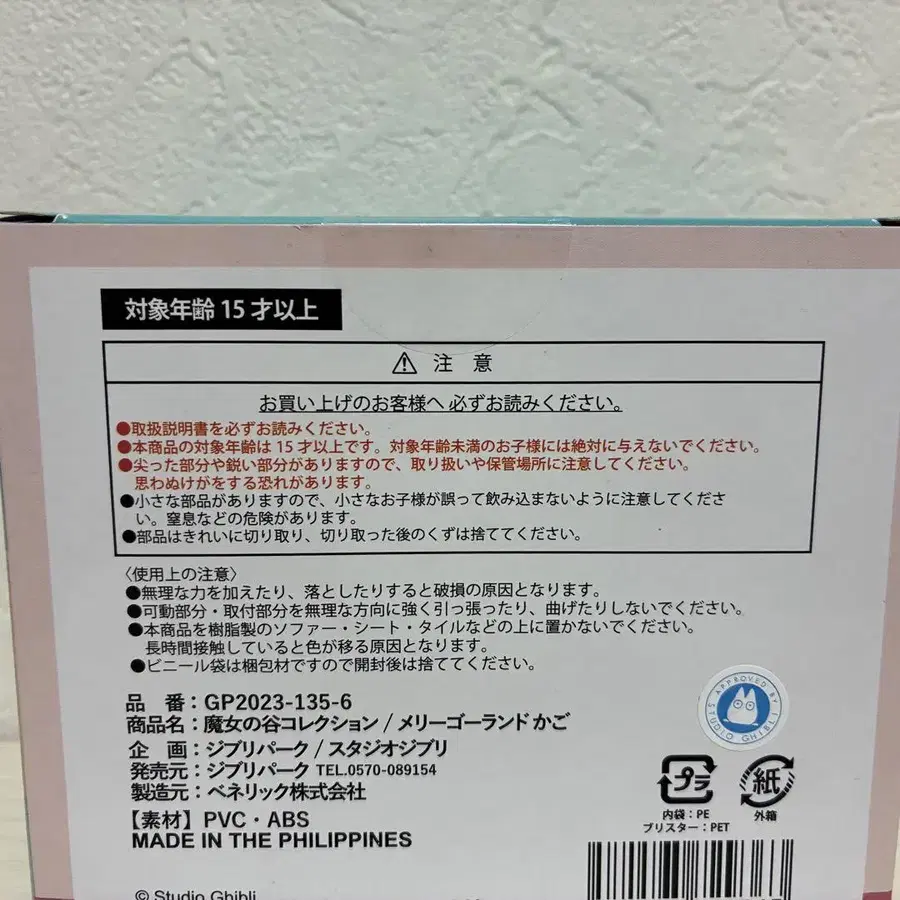 対象年齢 15 才以上
⚠ 注 意
お買い上げのお客様へ 必ずお読みください。
●取扱説明書を必ずお読みください。
●本商品の対象年齢は 15 才以上です。対象年齢未満のお子様には絶対に与えないでください。
●尖った部分や鋭い部分がありますので、取り扱いや保管場所に注意してください。
思わぬけがをする恐れがあります。
●小さな部品がありますので、小さなお子様が誤って飲み込まないように注意してくださ
い。窒息などの危険があります。
●部品はきれいに切り取り、切り取った後のくずは捨ててください。
〈使用上の注意〉
●無理な力を加えたり、落としたりすると破損の原因となります。
●可動部分・取付部分を無理な方向に強く引っ張ったり、曲げたりしないでください。
●本商品を樹脂製のソファー・シート・タイルなどの上に置かないでください。
長時間接触していると色が移る原因となります。
●ビニール袋は梱包材ですので開封後は捨ててください。
品 番：GP2023-135-6
商品名：魔女の谷コレクション / メリーゴーランド かご
企 画：ジブリパーク / スタジオジブリ
発売元：ジブリパーク TEL.0570-089154
製造元：ベネリック株式会社
【素材】PVC・ABS
MADE IN THE PHILIPPINES
© Studio Ghibli
APPROVED BY STUDIO GHIBLI
プラ
内袋：PE
ブリスター：PET
紙
外箱